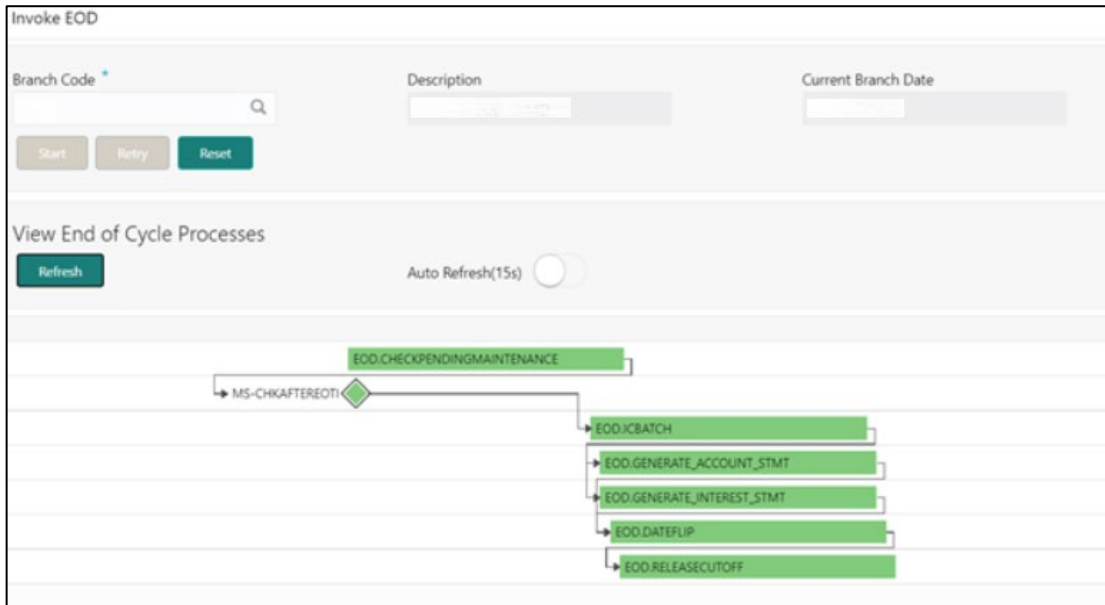 Invoke EOD
Branch Code * Description Current Branch Date
Start Retry Reset
View End of Cycle Processes
Refresh Auto Refresh(15s)
EOD.CHECKPENDINGMAINTENANCE
MS-CHKAFTEREOTI
EOD.ICBATCH
EOD.GENERATE_ACCOUNT_STMT
EOD.GENERATE_INTEREST_STMT
EOD.DATEFLIP
EOD.RELEASECUTOFF